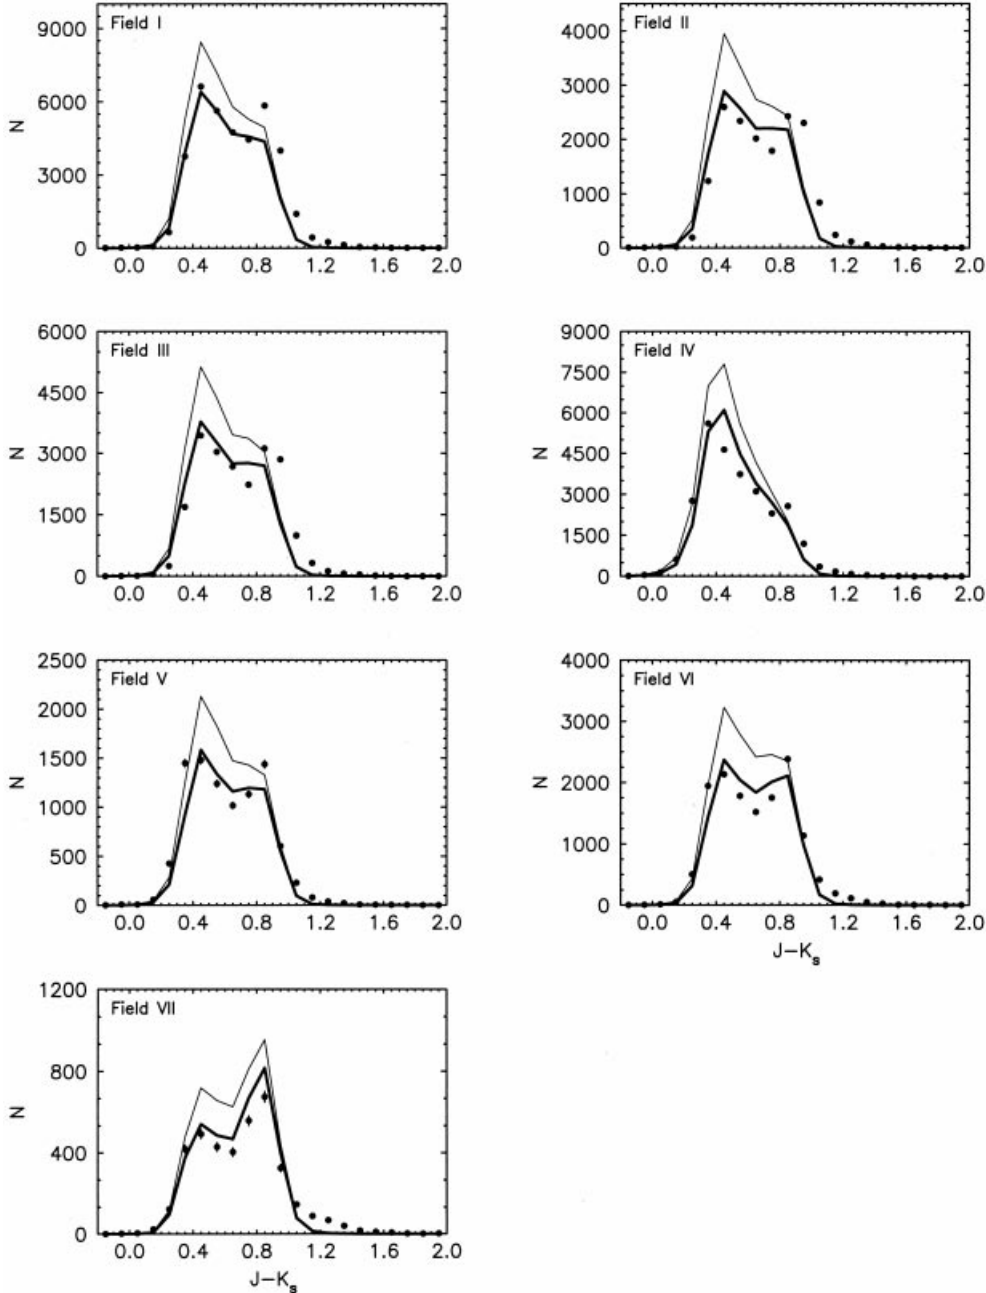 Field I
9000
6000
3000
0
N
0.0 0.4 0.8 1.2 1.6 2.0
Field II
4000
3000
2000
1000
0
N
0.0 0.4 0.8 1.2 1.6 2.0
Field III
6000
4500
3000
1500
0
N
0.0 0.4 0.8 1.2 1.6 2.0
Field IV
9000
7500
6000
4500
3000
1500
0
N
0.0 0.4 0.8 1.2 1.6 2.0
Field V
2500
2000
1500
1000
500
0
N
0.0 0.4 0.8 1.2 1.6 2.0
Field VI
4000
3000
2000
1000
0
N
0.0 0.4 0.8 1.2 1.6 2.0
J−Ks
Field VII
1200
800
400
0
N
0.0 0.4 0.8 1.2 1.6 2.0
J−Ks